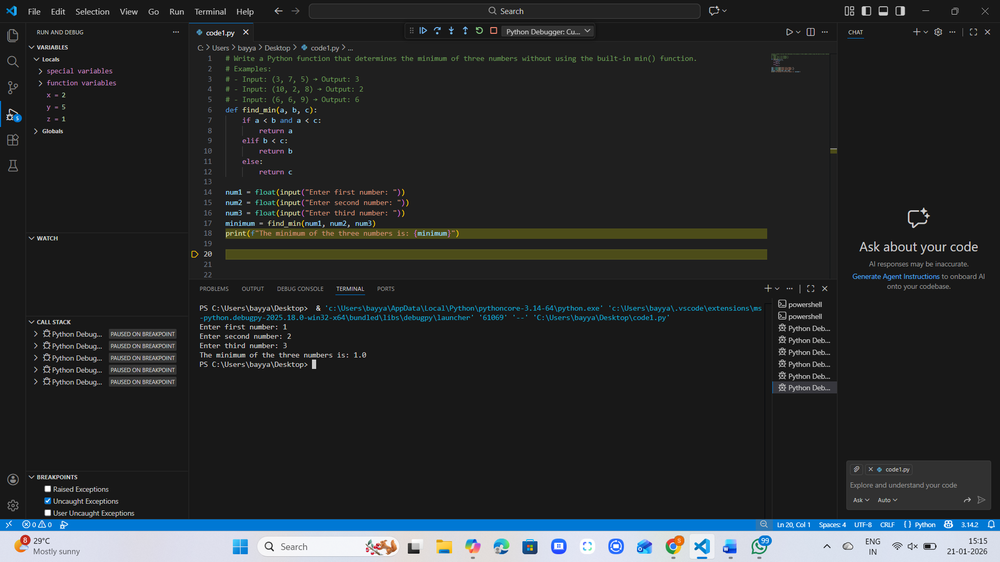 File Edit Selection View Go Run Terminal Help
Search
RUN AND DEBUG
VARIABLES
Locals
special variables
function variables
x = 2
y = 5
z = 1
Globals
WATCH
CALL STACK
Python Debug... PAUSED ON BREAKPOINT
Python Debug... PAUSED ON BREAKPOINT
Python Debug... PAUSED ON BREAKPOINT
Python Debug... PAUSED ON BREAKPOINT
Python Debug... PAUSED ON BREAKPOINT
BREAKPOINTS
Raised Exceptions
Uncaught Exceptions
User Uncaught Exceptions
5
code1.py
Python Debugger: Cu...
C: > Users > bayya > Desktop > code1.py > ...
1 # Write a Python function that determines the minimum of three numbers without using the built-in min() function.
2 # Examples:
3 # - Input: (3, 7, 5) → Output: 3
4 # - Input: (10, 2, 8) → Output: 2
5 # - Input: (6, 6, 9) → Output: 6
6 def find_min(a, b, c):
7 if a < b and a < c:
8 return a
9 elif b < c:
10 return b
11 else:
12 return c
13
14 num1 = float(input("Enter first number: "))
15 num2 = float(input("Enter second number: "))
16 num3 = float(input("Enter third number: "))
17 minimum = find_min(num1, num2, num3)
18 print(f"The minimum of the three numbers is: {minimum}")
19
20
21
22
PROBLEMS OUTPUT DEBUG CONSOLE TERMINAL PORTS
PS C:\Users\bayya\Desktop> & 'c:\Users\bayya\AppData\Local\Python\pythoncore-3.14-64\python.exe' 'c:\Users\bayya\.vscode\extensions\ms
-python.debugpy-2025.18.0-win32-x64\bundled\libs\debugpy\launcher' '61069' '--' 'C:\Users\bayya\Desktop\code1.py'
Enter first number: 1
Enter second number: 2
Enter third number: 3
The minimum of the three numbers is: 1.0
PS C:\Users\bayya\Desktop>
powershell
powershell
Python Deb...
Python Deb...
Python Deb...
Python Deb...
Python Deb...
Python Deb...
CHAT
Ask about your code
AI responses may be inaccurate.
Generate Agent Instructions to onboard AI
onto your codebase.
code1.py
Explore and understand your code
Ask Auto
0 0
Ln 20, Col 1 Spaces: 4 UTF-8 CRLF {} Python 3.14.2
8
29°C
Mostly sunny
Search
S
99
ENG
IN
15:15
21-01-2026